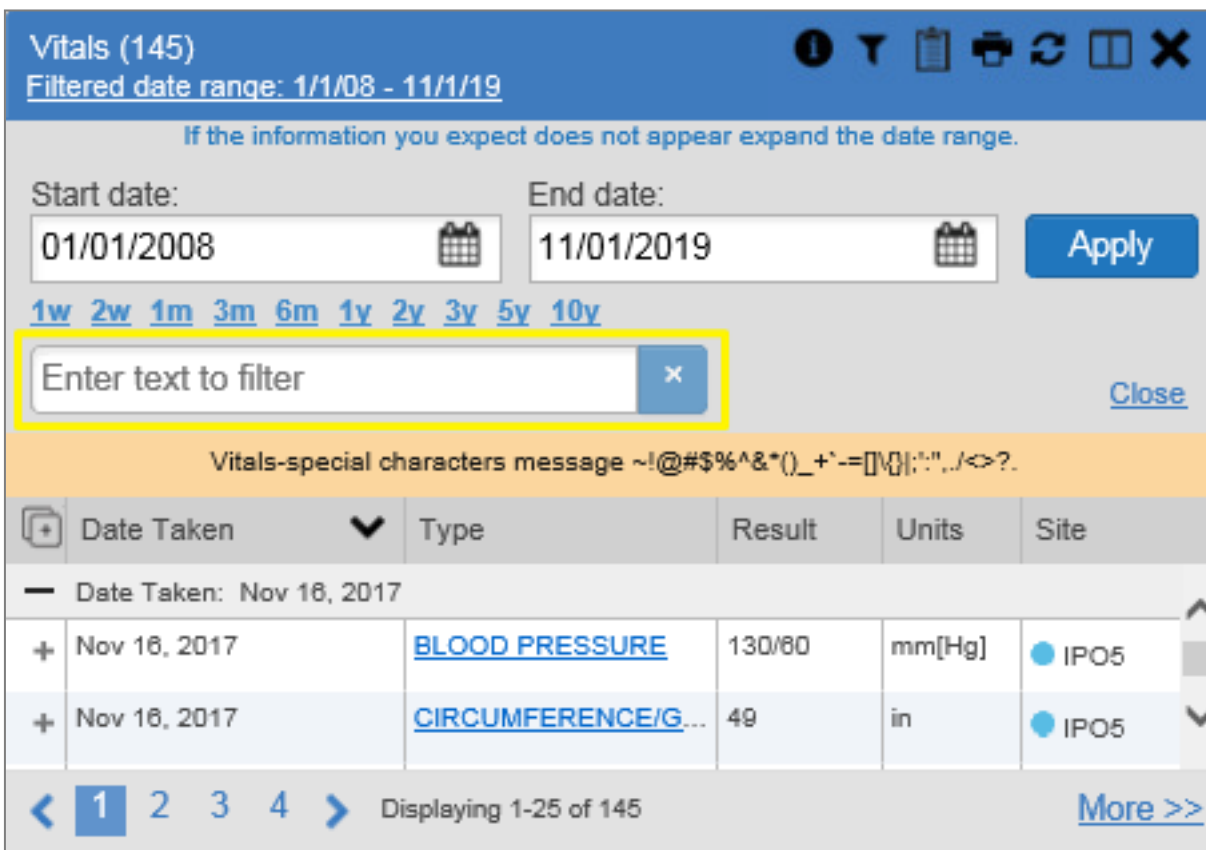 Vitals (145)
Filtered date range: 1/1/08 - 11/1/19
If the information you expect does not appear expand the date range.
Start date: End date:
01/01/2008 11/01/2019 Apply
1w 2w 1m 3m 6m 1y 2y 3y 5y 10y
Enter text to filter ×
Close
Vitals-special characters message ~!@#$%^&*()_+`-=[]\{}|;':",./<>?.
Date Taken Type Result Units Site
Date Taken: Nov 16, 2017
+ Nov 16, 2017 BLOOD PRESSURE 130/60 mm[Hg] IPO5
+ Nov 16, 2017 CIRCUMFERENCE/G... 49 in IPO5
1 2 3 4 Displaying 1-25 of 145 More >>